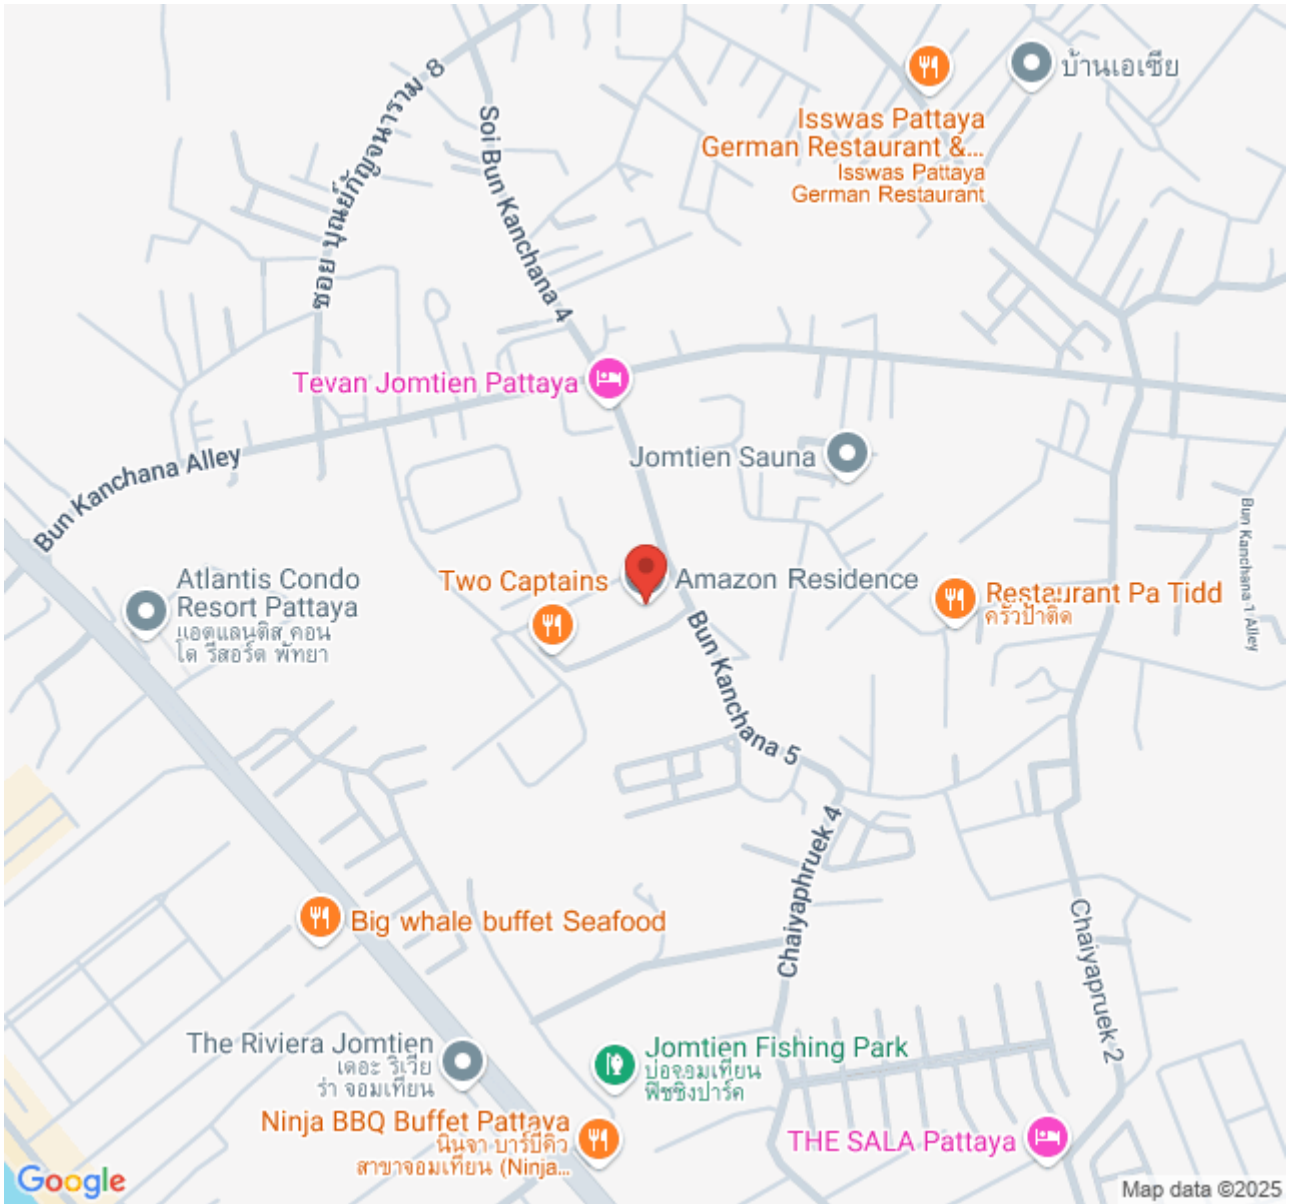 ซอย บุณย์กัญจนาราม 8
Soi Bun Kanchana 4
Isswas Pattaya
German Restaurant &...
Isswas Pattaya
German Restaurant
บ้านเอเซีย
Tevan Jomtien Pattaya
Jomtien Sauna
Bun Kanchana Alley
Bun Kanchana 1 Alley
Atlantis Condo
Resort Pattaya
แอตแลนติส คอน
โด รีสอร์ต พัทยา
Two Captains
Amazon Residence
Restaurant Pa Tidd
ครัวป้าติ๊ด
Bun Kanchana 5
Chaiyaphruek 4
Big whale buffet Seafood
Chaiyapruek 2
The Riviera Jomtien
เดอะ ริเวีย
ร่า จอมเทียน
Jomtien Fishing Park
บ่อจอมเทียน
ฟิชชิ่งปาร์ค
Ninja BBQ Buffet Pattaya
นินจา บาร์บีคิว
สาขาจอมเทียน (Ninja...
THE SALA Pattaya
Google
Map data ©2025